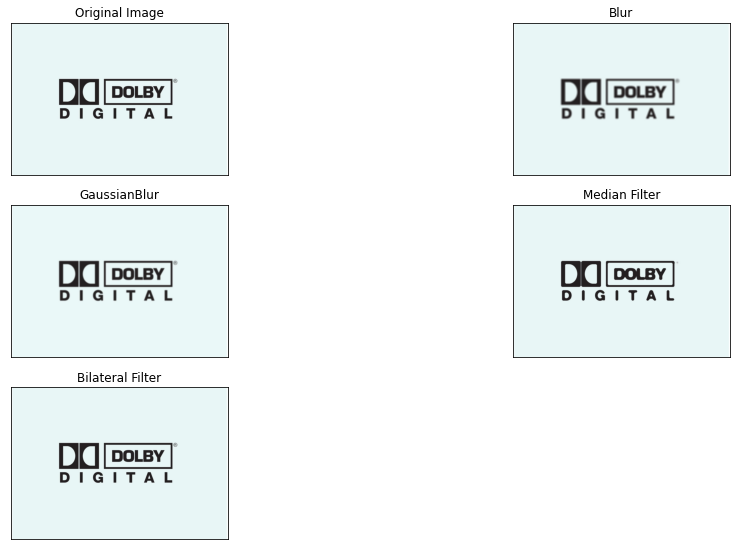 Original Image
DOLBY®
DIGITAL
Blur
DOLBY®
DIGITAL
GaussianBlur
DOLBY®
DIGITAL
Median Filter
DOLBY
DIGITAL
Bilateral Filter
DOLBY®
DIGITAL